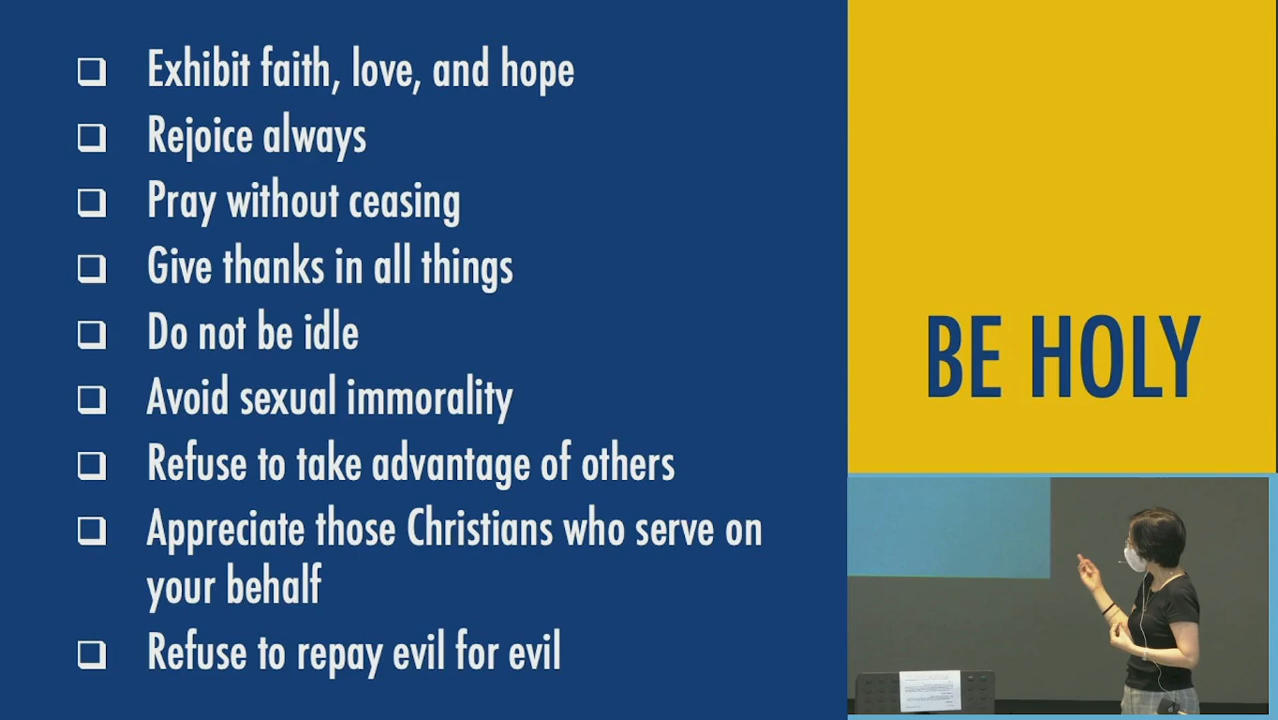 Exhibit faith, love, and hope
Rejoice always
Pray without ceasing
Give thanks in all things
Do not be idle
Avoid sexual immorality
Refuse to take advantage of others
Appreciate those Christians who serve on
your behalf
Refuse to repay evil for evil
BE HOLY